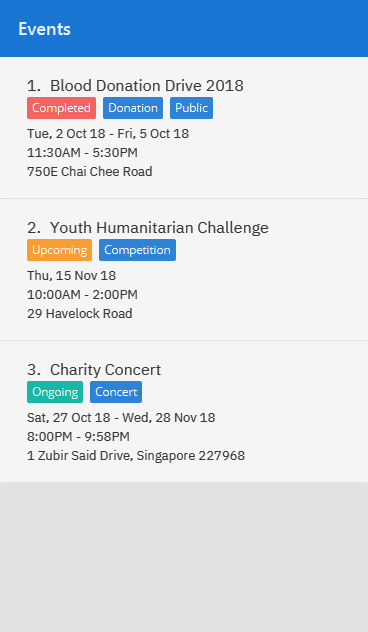 Events
1. Blood Donation Drive 2018
Completed Donation Public
Tue, 2 Oct 18 - Fri, 5 Oct 18
11:30AM - 5:30PM
750E Chai Chee Road
2. Youth Humanitarian Challenge
Upcoming Competition
Thu, 15 Nov 18
10:00AM - 2:00PM
29 Havelock Road
3. Charity Concert
Ongoing Concert
Sat, 27 Oct 18 - Wed, 28 Nov 18
8:00PM - 9:58PM
1 Zubir Said Drive, Singapore 227968